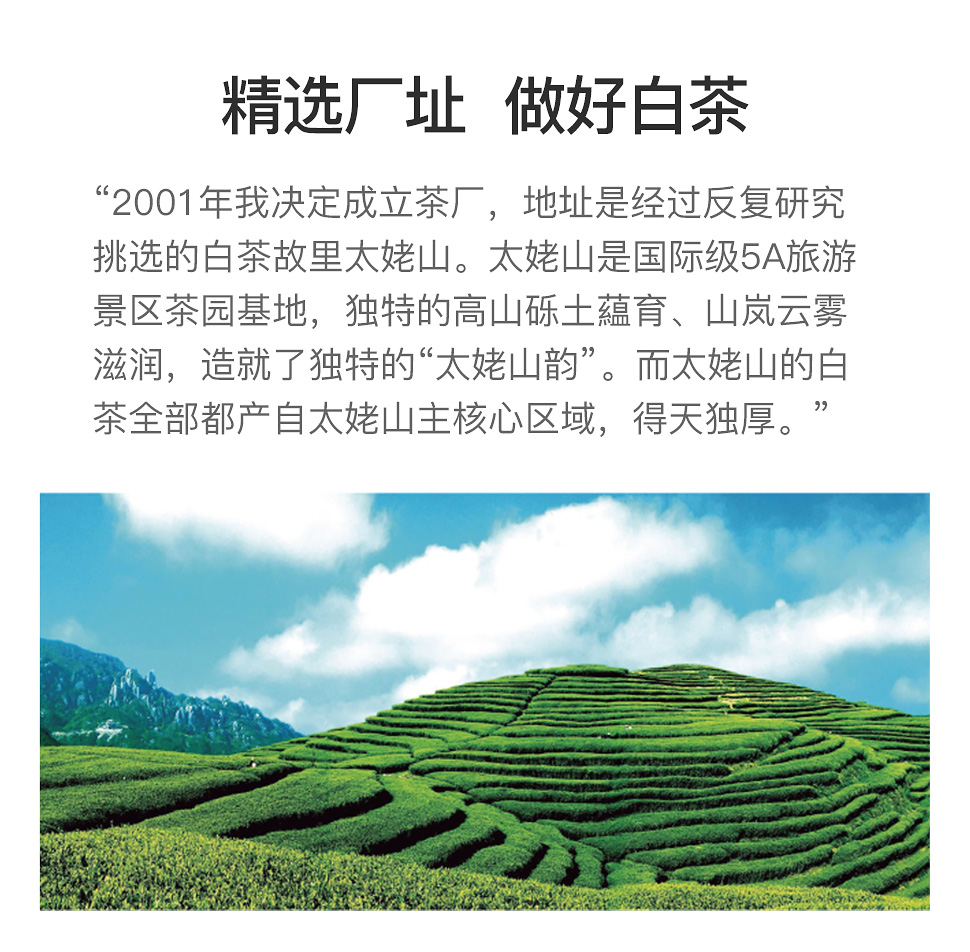 精选厂址 做好白茶
“2001年我决定成立茶厂，地址是经过反复研究
挑选的白茶故里太姥山。太姥山是国际级5A旅游
景区茶园基地，独特的高山砾土蘊育、山岚云雾
滋润，造就了独特的“太姥山韵”。而太姥山的白
茶全部都产自太姥山主核心区域，得天独厚。”